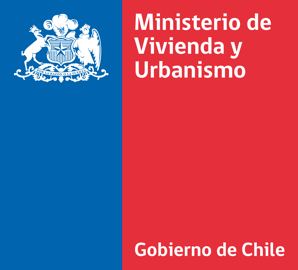 Ministerio de
Vivienda y
Urbanismo
Gobierno de Chile